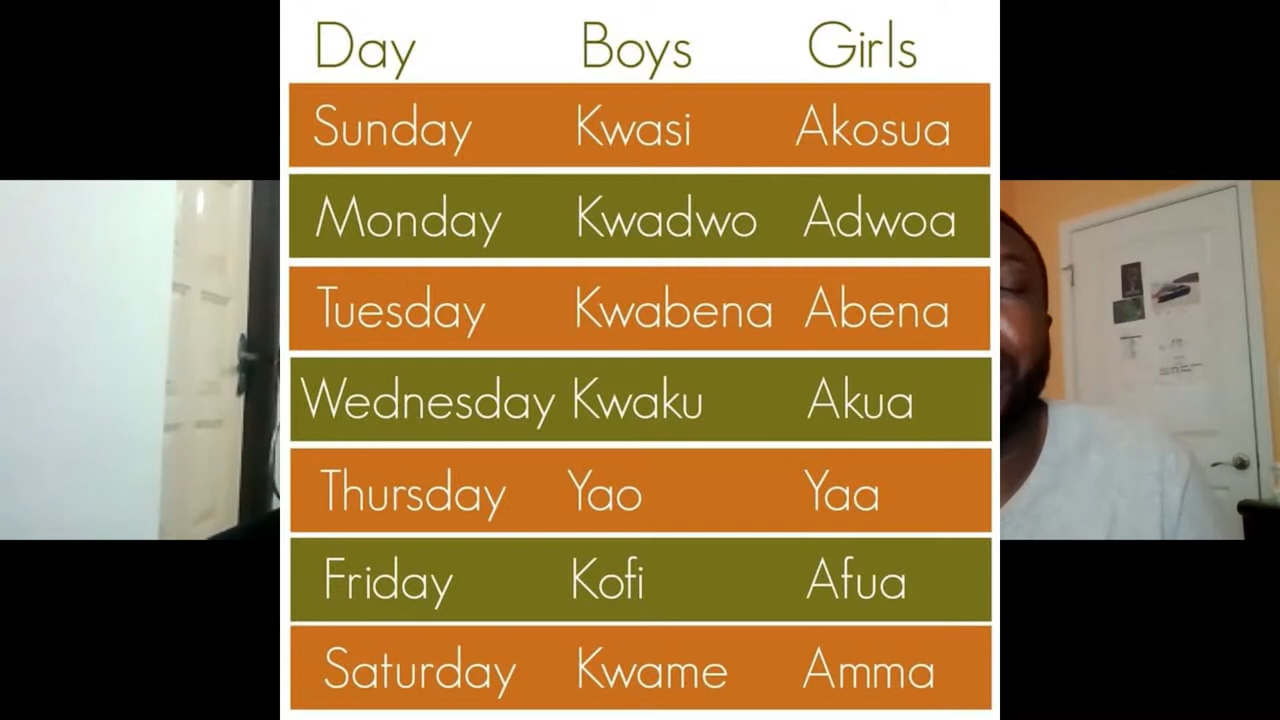 Day Boys Girls
Sunday Kwasi Akosua
Monday Kwadwo Adwoa
Tuesday Kwabena Abena
Wednesday Kwaku Akua
Thursday Yao Yaa
Friday Kofi Afua
Saturday Kwame Amma